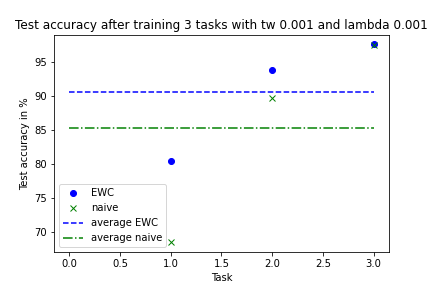 Test accuracy after training 3 tasks with tw 0.001 and lambda 0.001
Test accuracy in %
95
90
85
80
75
70
EWC
naive
average EWC
average naive
0.0 0.5 1.0 1.5 2.0 2.5 3.0
Task